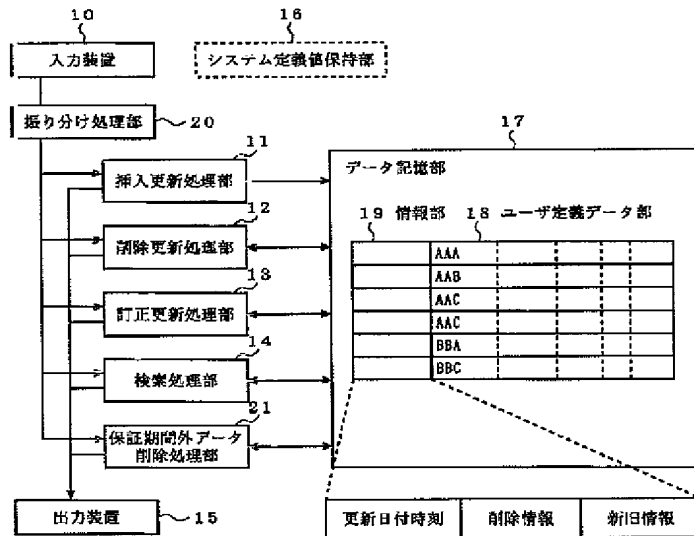 10
入力装置
16
システム定義値保持部
振り分け処理部
20
17
11
挿入更新処理部
データ記憶部
12
削除更新処理部
19 情報部
18 ユーザ定義データ部
AAA
AAB
AAC
AAC
BBA
BBC
13
訂正更新処理部
14
検索処理部
21
保証期間外データ
削除処理部
出力装置
15
更新日付時刻
削除情報
新旧情報